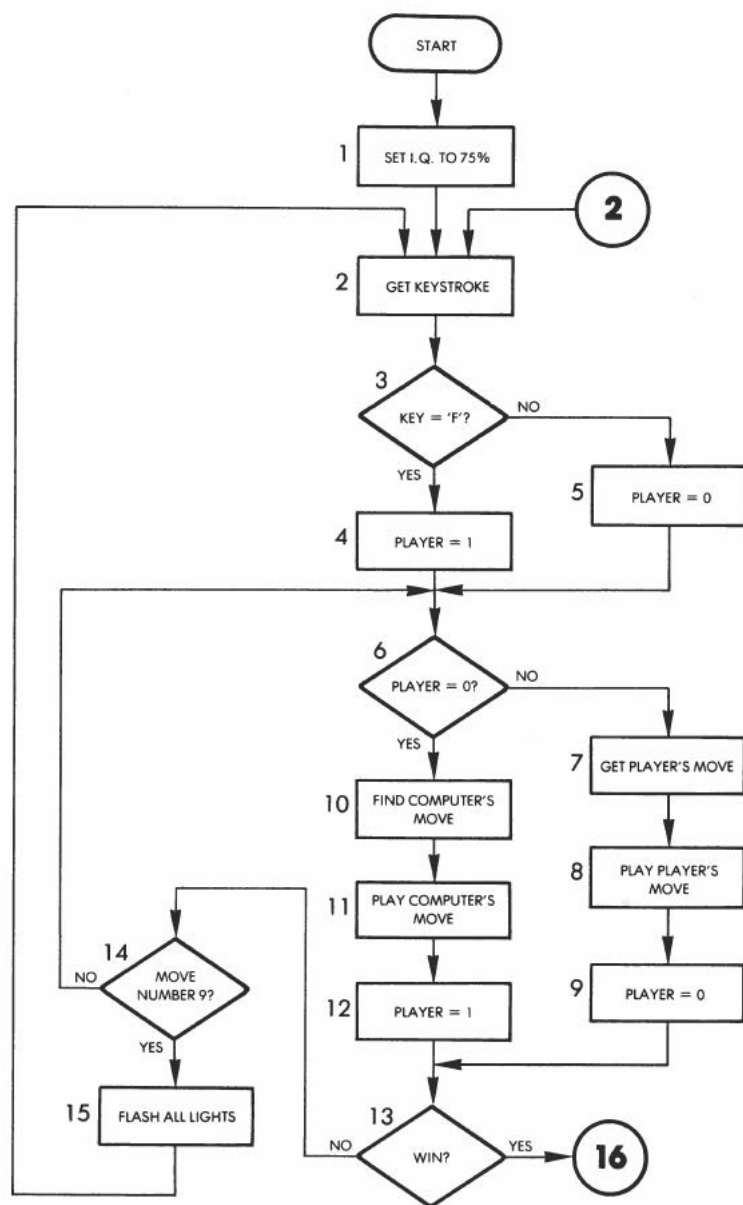 START
1
SET I.Q. TO 75%
2
2
GET KEYSTROKE
3
KEY = 'F'?
NO
YES
5
PLAYER = 0
4
PLAYER = 1
6
PLAYER = 0?
NO
YES
7
GET PLAYER'S MOVE
10
FIND COMPUTER'S
MOVE
8
PLAY PLAYER'S
MOVE
11
PLAY COMPUTER'S
MOVE
14
MOVE
NUMBER 9?
NO
YES
9
PLAYER = 0
12
PLAYER = 1
15
FLASH ALL LIGHTS
13
WIN?
NO
YES
16